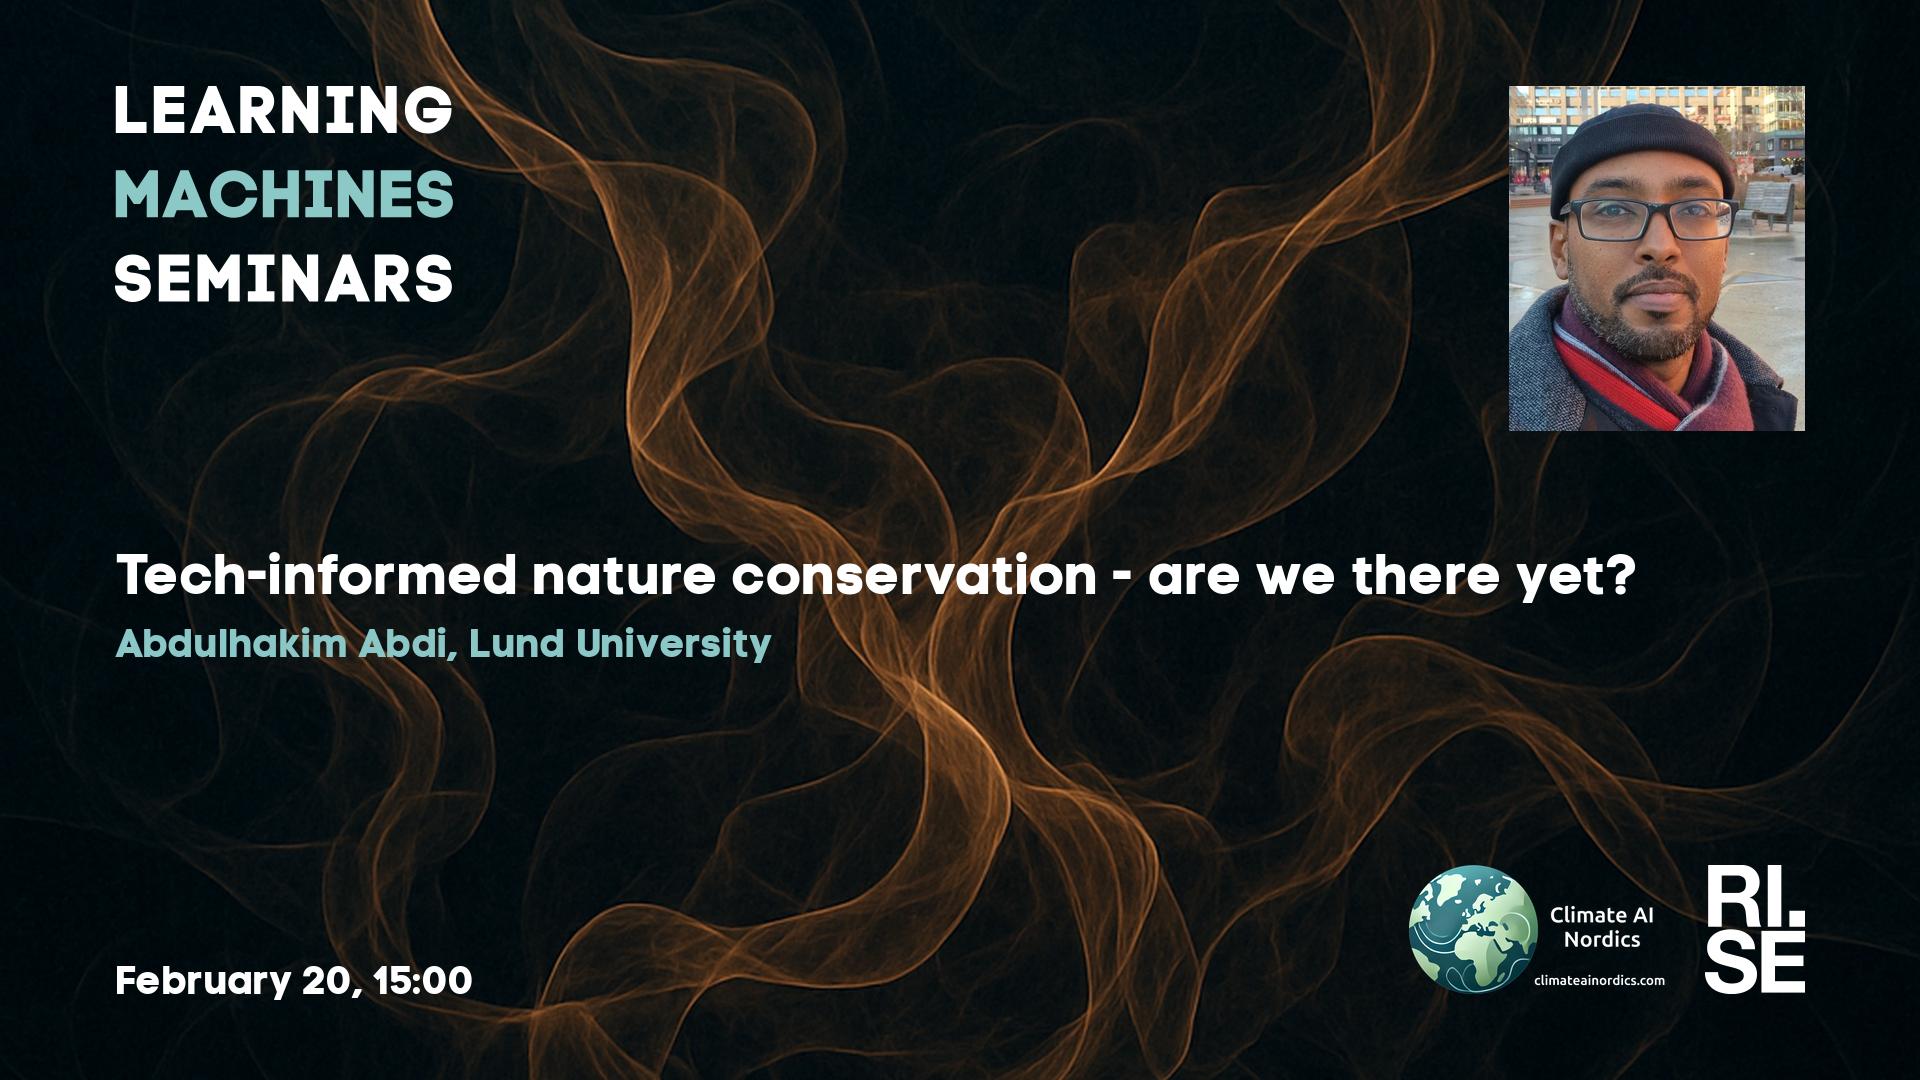 LEARNING
MACHINES
SEMINARS
Tech-informed nature conservation - are we there yet?
Abdulhakim Abdi, Lund University
February 20, 15:00
Climate AI
Nordics
climateainordics.com
RI.
SE